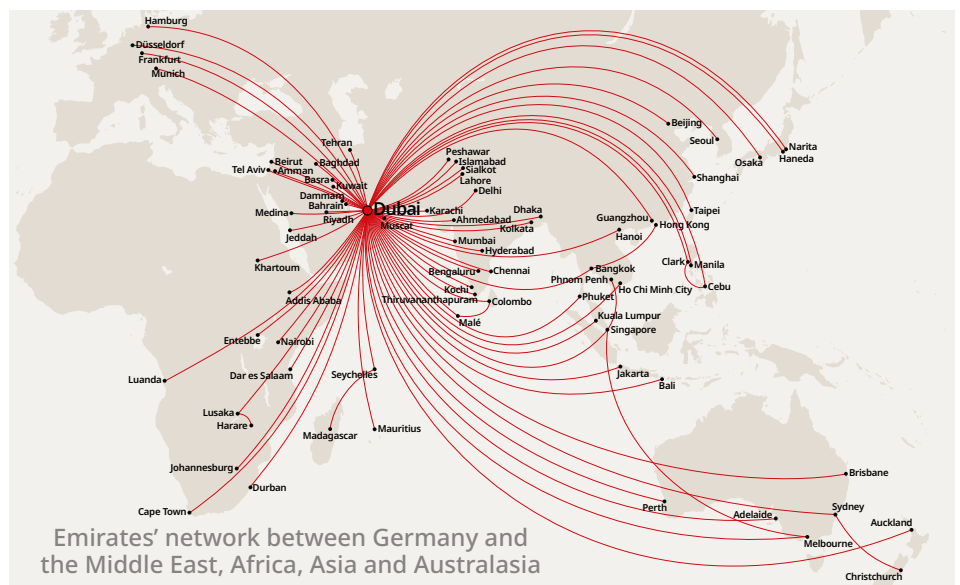 Hamburg
Düsseldorf
Frankfurt
Munich
Tehran
Beirut
Baghdad
Tel Aviv
Amman
Basra
Kuwait
Dammam
Bahrain
Dubai
Medina
Riyadh
Muscat
Jeddah
Khartoum
Peshawar
Islamabad
Sialkot
Lahore
Delhi
Karachi
Ahmedabad
Dhaka
Kolkata
Mumbai
Hyderabad
Bengaluru
Chennai
Kochi
Thiruvananthapuram
Colombo
Malé
Beijing
Seoul
Osaka
Narita
Haneda
Shanghai
Taipei
Guangzhou
Hong Kong
Hanoi
Clark
Manila
Cebu
Bangkok
Phnom Penh
Ho Chi Minh City
Phuket
Kuala Lumpur
Singapore
Jakarta
Bali
Addis Ababa
Entebbe
Nairobi
Luanda
Dar es Salaam
Seychelles
Lusaka
Harare
Madagascar
Mauritius
Johannesburg
Durban
Cape Town
Brisbane
Perth
Adelaide
Sydney
Melbourne
Auckland
Christchurch
Emirates’ network between Germany and
the Middle East, Africa, Asia and Australasia